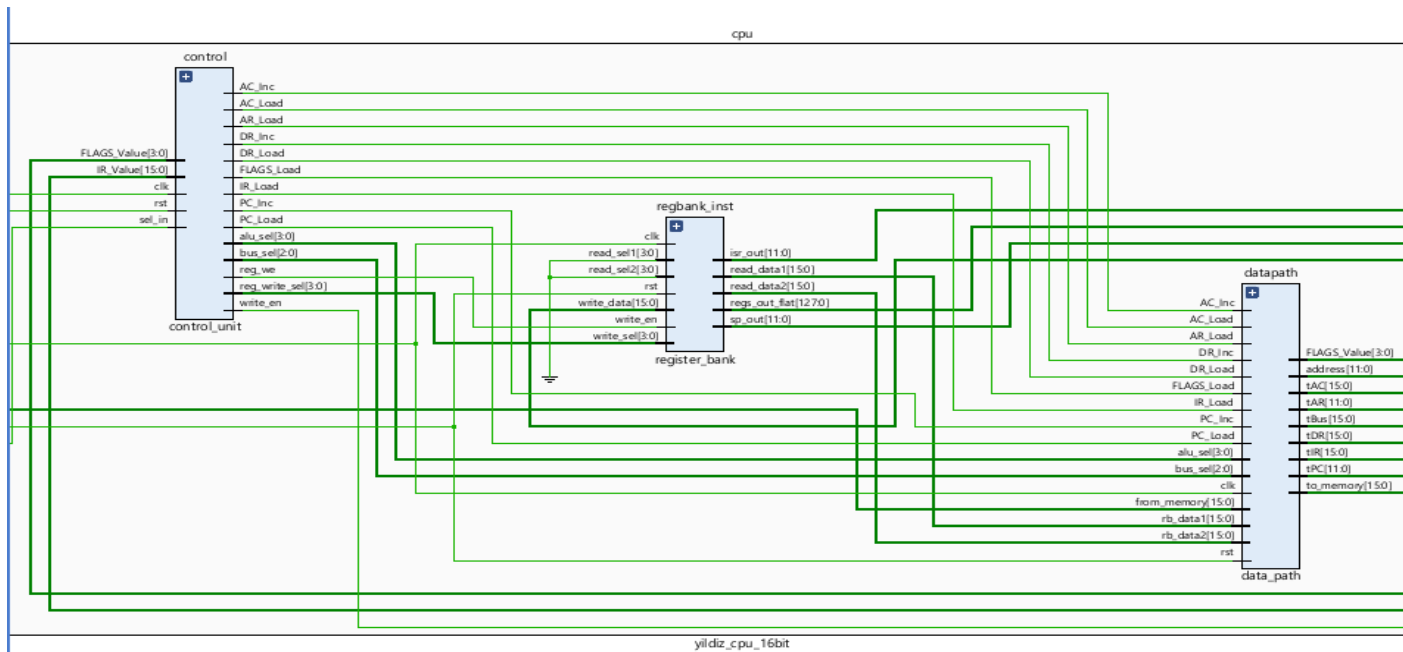 cpu
control
AC_Inc
AC_Load
AR_Load
DR_Inc
DR_Load
FLAGS_Load
IR_Load
PC_Inc
PC_Load
alu_sel[3:0]
bus_sel[2:0]
reg_we
reg_write_sel[3:0]
write_en
FLAGS_Value[3:0]
IR_Value[15:0]
clk
rst
sel_in
control_unit
regbank_inst
clk
read_sel1[3:0]
read_sel2[3:0]
rst
write_data[15:0]
write_en
write_sel[3:0]
isr_out[11:0]
read_data1[15:0]
read_data2[15:0]
regs_out_flat[127:0]
sp_out[11:0]
register_bank
datapath
AC_Inc
AC_Load
AR_Load
DR_Inc
DR_Load
FLAGS_Load
IR_Load
PC_Inc
PC_Load
alu_sel[3:0]
bus_sel[2:0]
clk
from_memory[15:0]
rb_data1[15:0]
rb_data2[15:0]
rst
FLAGS_Value[3:0]
address[11:0]
tAC[15:0]
tAR[11:0]
tBus[15:0]
tDR[15:0]
tIR[15:0]
tPC[11:0]
to_memory[15:0]
data_path
yildiz_cpu_16bit